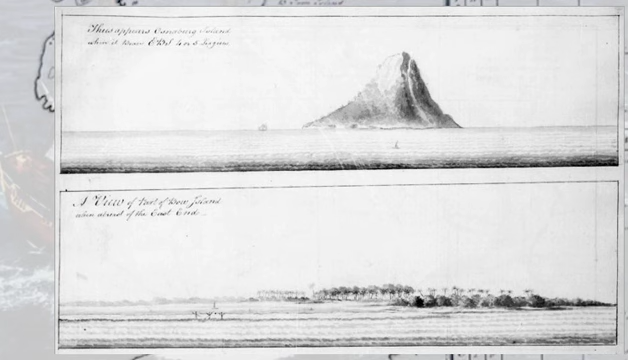 Thus appears Osnaburg Island
when it bears EBS 4 or 5 Leagues
A View of Part of Bow Island
when abreast of the East End